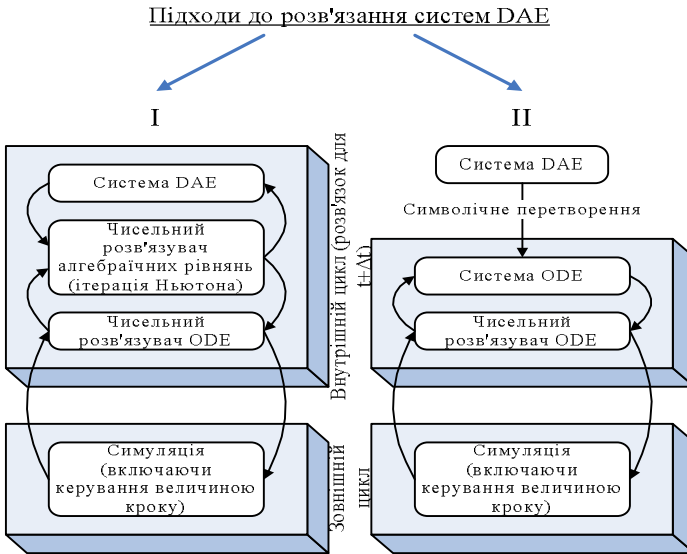 Підходи до розв'язання систем DAE
I
II
Система DAE
Чисельний
розв'язувач
алгебраїчних рівнянь
(ітерація Ньютона)
Чисельний
розв'язувач ODE
Симуляція
(включаючи
керування величиною
кроку)
Внутрішній цикл (розв'язок для
t+Δt)
Зовнішній
цикл
Система DAE
Символічне перетворення
Система ODE
Чисельний
розв'язувач ODE
Симуляція
(включаючи
керування величиною
кроку)